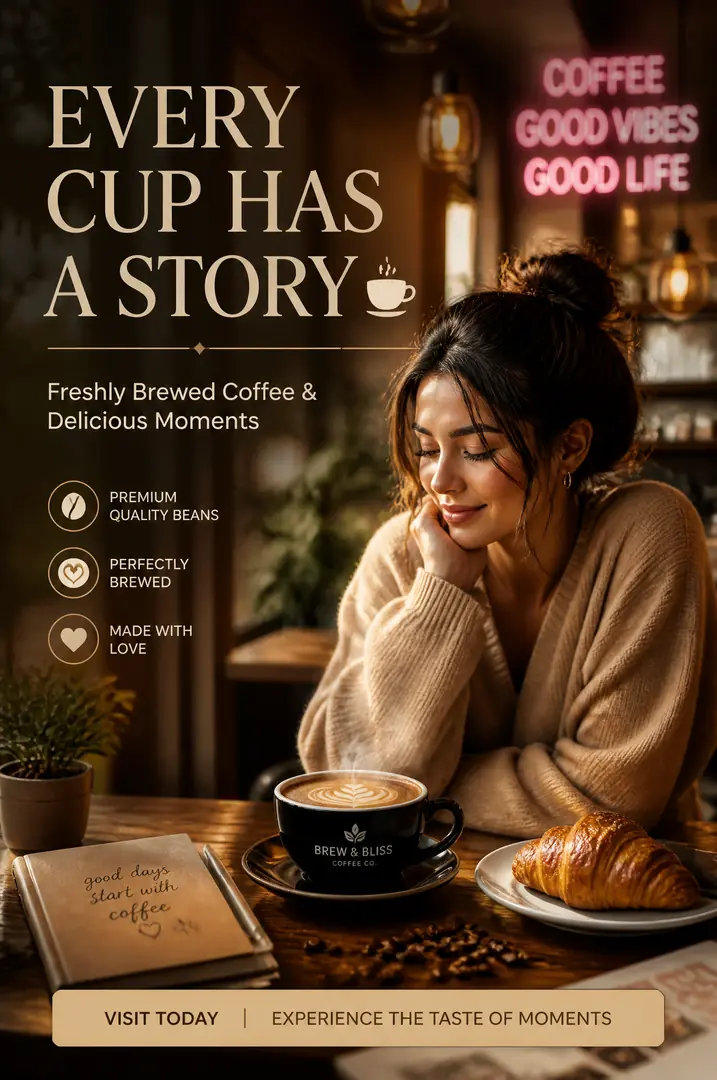 EVERY
CUP HAS
A STORY
COFFEE
GOOD VIBES
GOOD LIFE
Freshly Brewed Coffee &
Delicious Moments
PREMIUM
QUALITY BEANS
PERFECTLY
BREWED
MADE WITH
LOVE
BREW & BLISS
COFFEE CO.
good days
start with
coffee
VISIT TODAY | EXPERIENCE THE TASTE OF MOMENTS